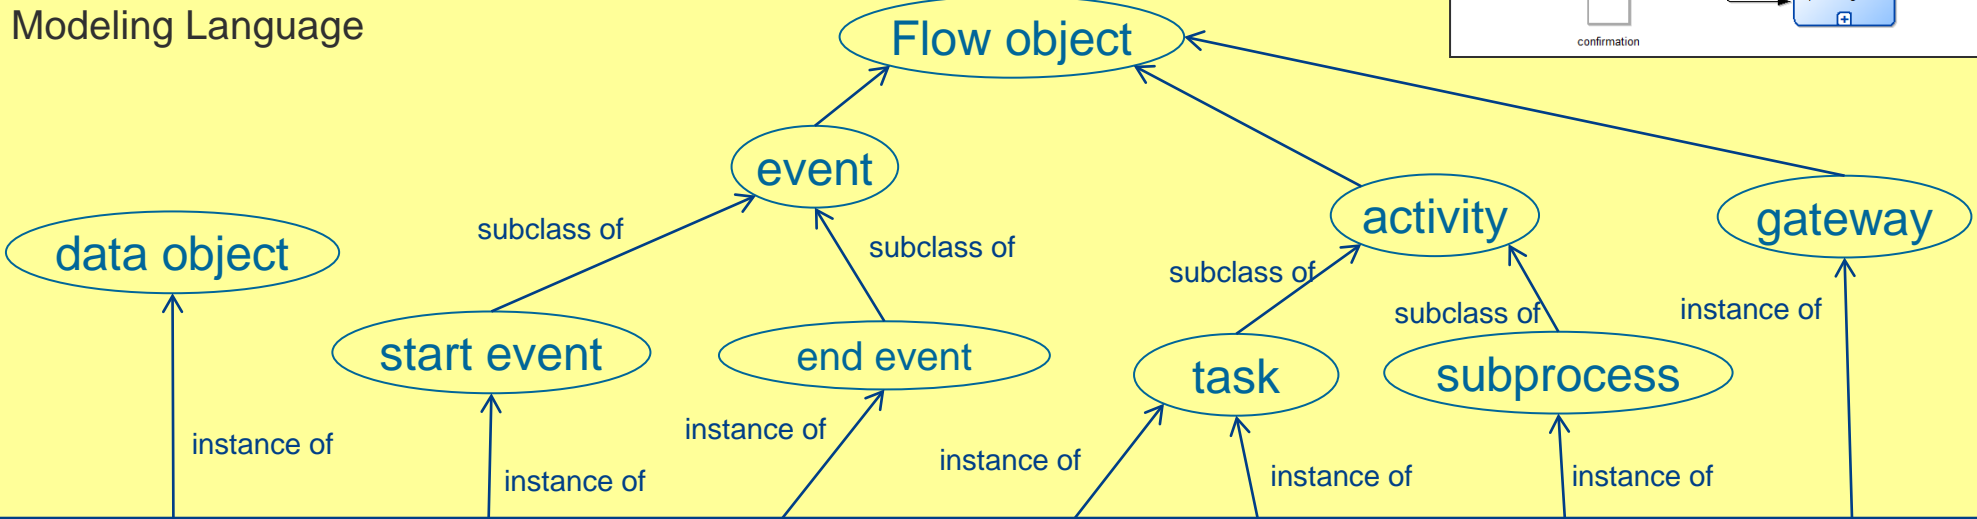 Modeling Language
Flow object
confirmation
event
subclass of
activity
gateway
data object
subclass of
subclass of
subclass of
instance of
start event
end event
task
subprocess
instance of
instance of
instance of
instance of
instance of
instance of